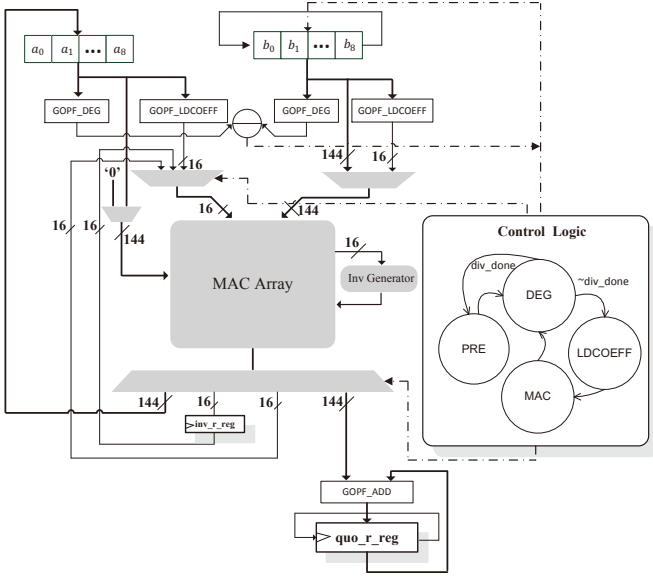 a0 a1 ... a8
b0 b1 ... b8
GOPF_DEG
GOPF_LDCOEFF
GOPF_DEG
GOPF_LDCOEFF
144
16
16
'0'
16
16
144
16
144
16
MAC Array
Inv Generator
Control Logic
div_done
~div_done
DEG
PRE
LDCOEFF
MAC
144
16
16
144
inv_r_reg
GOPF_ADD
quo_r_reg